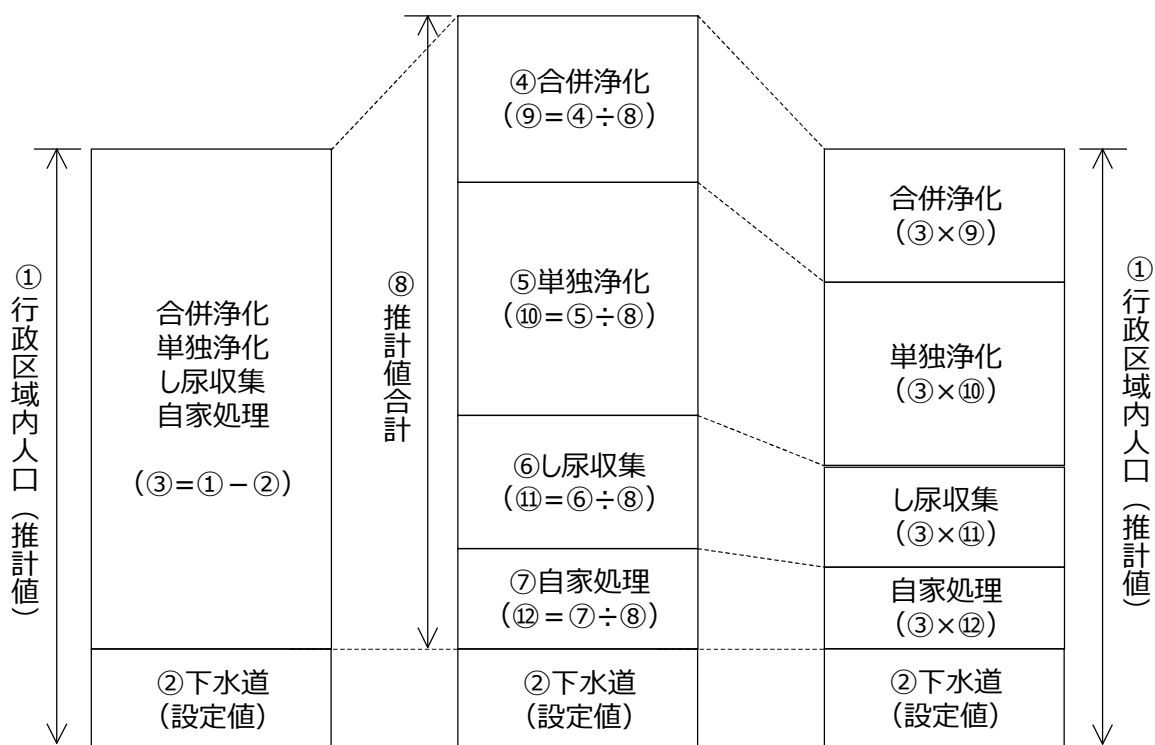 ①行政区域内人口（推計値）
合併浄化
単独浄化
し尿収集
自家処理
（③＝①－②）
②下水道
（設定値）
⑧推計値合計
④合併浄化
（⑨＝④÷⑧）
⑤単独浄化
（⑩＝⑤÷⑧）
⑥し尿収集
（⑪＝⑥÷⑧）
⑦自家処理
（⑫＝⑦÷⑧）
②下水道
（設定値）
合併浄化
（③×⑨）
単独浄化
（③×⑩）
し尿収集
（③×⑪）
自家処理
（③×⑫）
②下水道
（設定値）
①行政区域内人口（推計値）